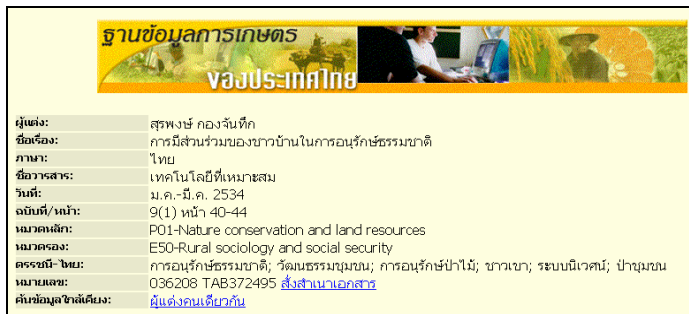 ฐานข้อมูลการเกษตร
ของประเทศไทย
ผู้แต่ง: สุรพงษ์ กองจันทึก
ชื่อเรื่อง: การมีส่วนร่วมของชาวบ้านในการอนุรักษ์ธรรมชาติ
ภาษา: ไทย
ชื่อวารสาร: เทคโนโลยีที่เหมาะสม
วันที่: ม.ค.-มี.ค. 2534
ฉบับที่/หน้า: 9(1) หน้า 40-44
หมวดหลัก: P01-Nature conservation and land resources
หมวดรอง: E50-Rural sociology and social security
ดรรชนี-ไทย: การอนุรักษ์ธรรมชาติ; วัฒนธรรมชุมชน; การอนุรักษ์ป่าไม้; ชาวเขา; ระบบนิเวศน์; ป่าชุมชน
หมายเลข: 036208 TAB372495 สั่งสำเนาเอกสาร
ค้นข้อมูลใกล้เคียง: ผู้แต่งคนเดียวกัน